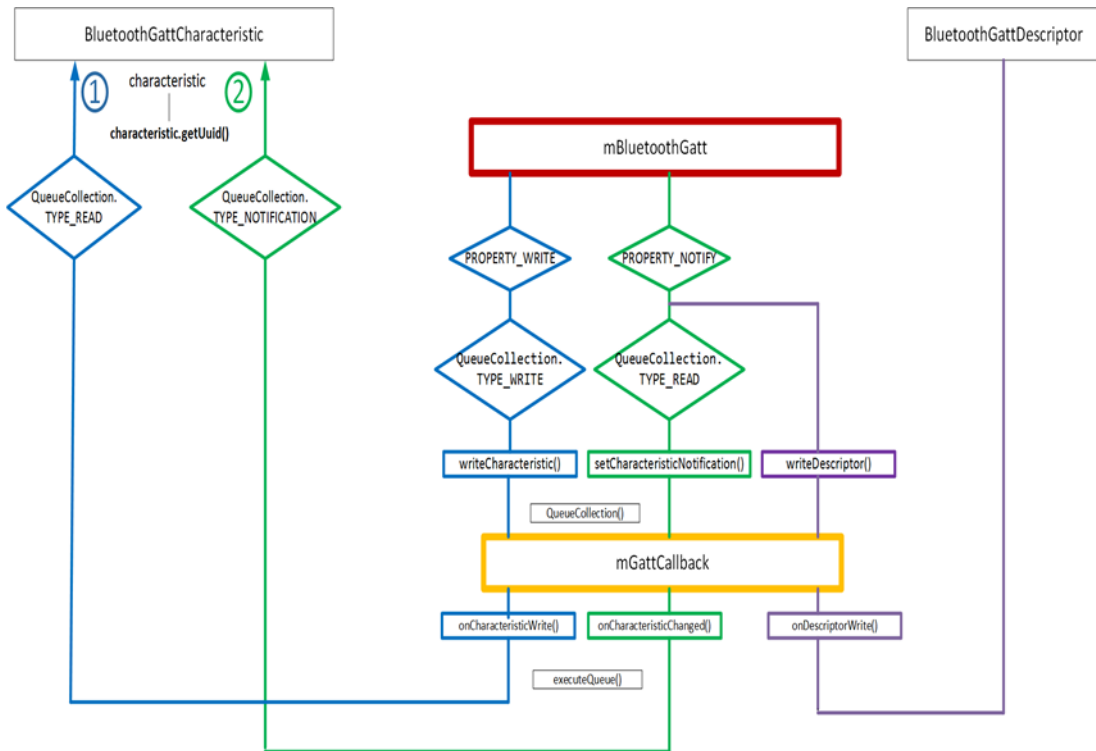 BluetoothGattCharacteristic
BluetoothGattDescriptor
1
characteristic
2
characteristic.getUuid()
mBluetoothGatt
QueueCollection.
TYPE_READ
QueueCollection.
TYPE_NOTIFICATION
PROPERTY_WRITE
PROPERTY_NOTIFY
QueueCollection.
TYPE_WRITE
QueueCollection.
TYPE_READ
writeCharacteristic()
setCharacteristicNotification()
writeDescriptor()
QueueCollection()
mGattCallback
onCharacteristicWrite()
onCharacteristicChanged()
onDescriptorWrite()
executeQueue()